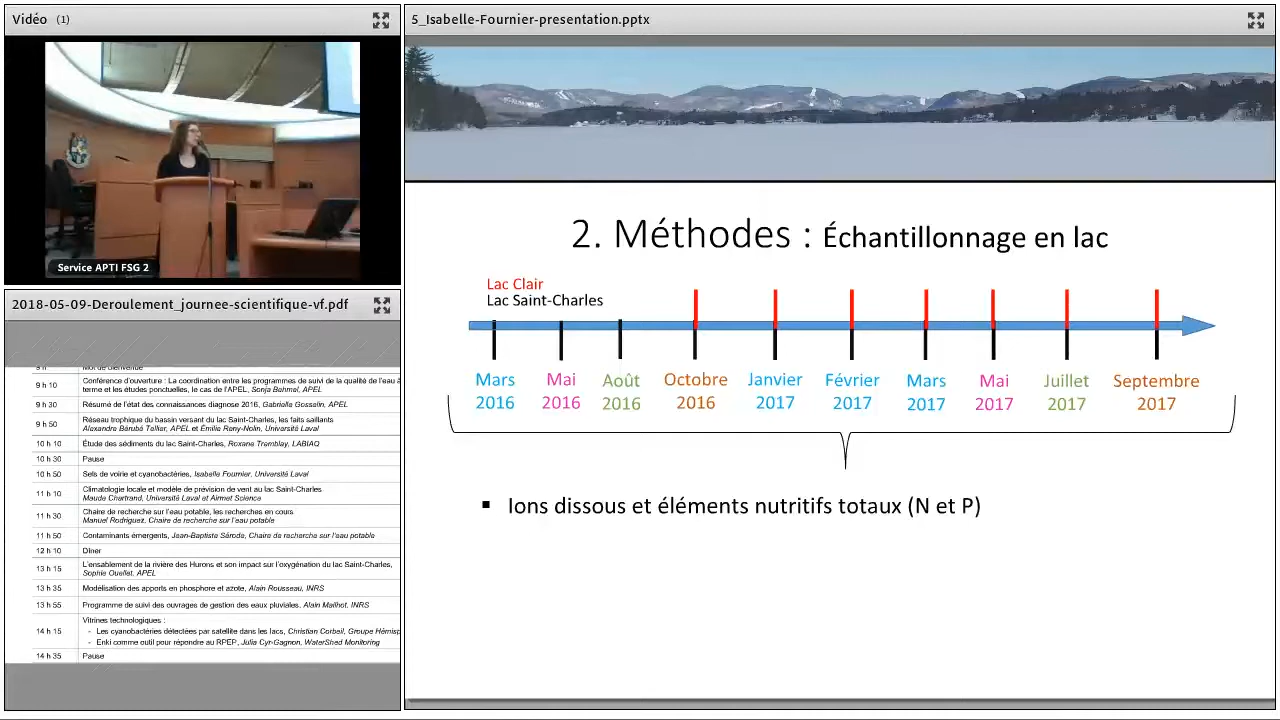 Vidéo (1)
Service APTI FSG 2
2018-05-09-Deroulement_journee-scientifique-vf.pdf
9 h Mot de bienvenue
9 h 10 Conférence d'ouverture : La coordination entre les programmes de suivi de la qualité de l'eau à
terme et les études ponctuelles, le cas de l'APEL, Sonja Behmel, APEL
9 h 30 Résumé de l'état des connaissances diagnose 2016, Gabrielle Gosselin, APEL
9 h 50 Réseau trophique du bassin versant du lac Saint-Charles, les faits saillants
Alexandre Bérubé Tellier, APEL et Émilie Reny-Nolin, Université Laval
10 h 10 Étude des sédiments du lac Saint-Charles, Roxane Tremblay, LABIAQ
10 h 30 Pause
10 h 50 Sels de voirie et cyanobactéries, Isabelle Fournier, Université Laval
11 h 10 Climatologie locale et modèle de prévision de vent au lac Saint-Charles
Maude Chartrand, Université Laval et Airmet Science
11 h 30 Chaire de recherche sur l'eau potable, les recherches en cours
Manuel Rodriguez, Chaire de recherche sur l'eau potable
11 h 50 Contaminants émergents, Jean-Baptiste Sérodes, Chaire de recherche sur l'eau potable
12 h 10 Dîner
13 h 15 L'ensablement de la rivière des Hurons et son impact sur l'oxygénation du lac Saint-Charles,
Sophie Ouellet, APEL
13 h 35 Modélisation des apports en phosphore et azote, Alain Rousseau, INRS
13 h 55 Programme de suivi des ouvrages de gestion des eaux pluviales, Alain Mailhot, INRS
14 h 15 Vitrines technologiques :
- Les cyanobactéries détectées par satellite dans les lacs, Christian Corbeil, Groupe Hémisp
- Enki comme outil pour répondre au RPEP, Julia Cyr-Gagnon, WaterShed Monitoring
14 h 35 Pause
5_Isabelle-Fournier-presentation.pptx
2. Méthodes : Échantillonnage en lac
Lac Clair
Lac Saint-Charles
Mars Mai Août Octobre Janvier Février Mars Mai Juillet Septembre
2016 2016 2016 2016 2017 2017 2017 2017 2017 2017
▪ Ions dissous et éléments nutritifs totaux (N et P)